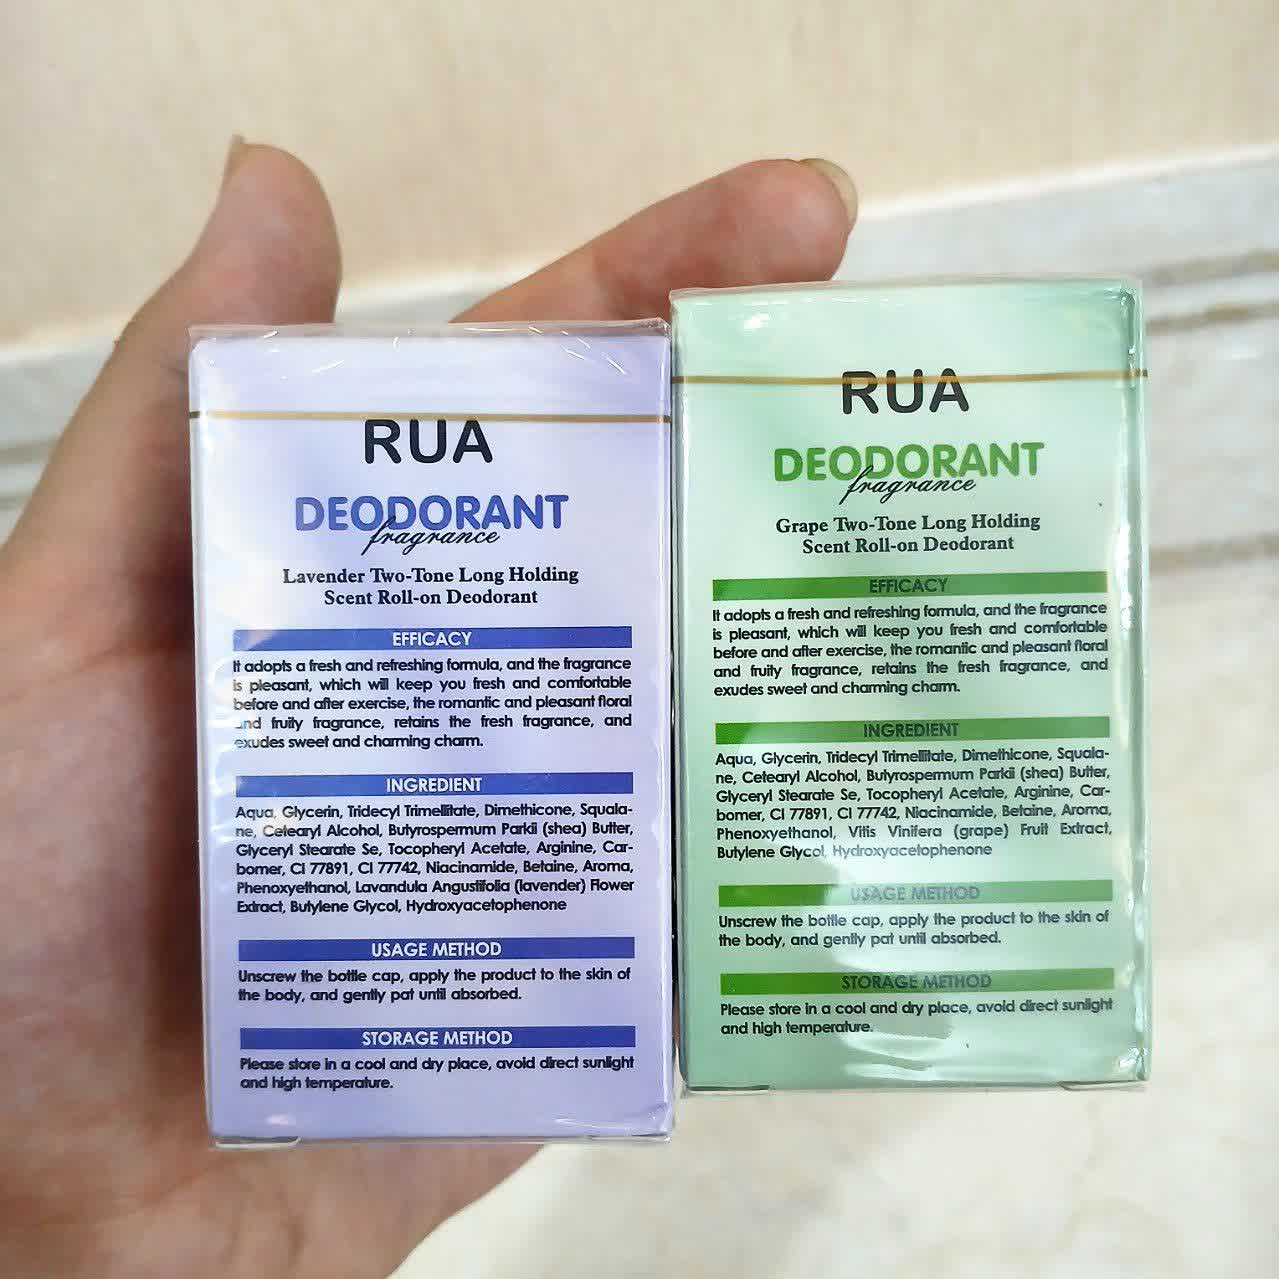 RUA
DEODORANT
fragrance
Lavender Two-Tone Long Holding
Scent Roll-on Deodorant
EFFICACY
It adopts a fresh and refreshing formula, and the fragrance
is pleasant, which will keep you fresh and comfortable
before and after exercise, the romantic and pleasant floral
and fruity fragrance, retains the fresh fragrance, and
exudes sweet and charming charm.
INGREDIENT
Aqua, Glycerin, Tridecyl Trimellitate, Dimethicone, Squala-
ne, Cetearyl Alcohol, Butyrospermum Parkii (shea) Butter,
Glyceryl Stearate Se, Tocopheryl Acetate, Arginine, Car-
bomer, CI 77891, CI 77742, Niacinamide, Betaine, Aroma,
Phenoxyethanol, Lavandula Angustifolia (lavender) Flower
Extract, Butylene Glycol, Hydroxyacetophenone
USAGE METHOD
Unscrew the bottle cap, apply the product to the skin of
the body, and gently pat until absorbed.
STORAGE METHOD
Please store in a cool and dry place, avoid direct sunlight
and high temperature.
RUA
DEODORANT
fragrance
Grape Two-Tone Long Holding
Scent Roll-on Deodorant
EFFICACY
It adopts a fresh and refreshing formula, and the fragrance
is pleasant, which will keep you fresh and comfortable
before and after exercise, the romantic and pleasant floral
and fruity fragrance, retains the fresh fragrance, and
exudes sweet and charming charm.
INGREDIENT
Aqua, Glycerin, Tridecyl Trimellitate, Dimethicone, Squala-
ne, Cetearyl Alcohol, Butyrospermum Parkii (shea) Butter,
Glyceryl Stearate Se, Tocopheryl Acetate, Arginine, Car-
bomer, CI 77891, CI 77742, Niacinamide, Betaine, Aroma,
Phenoxyethanol, Vitis Vinifera (grape) Fruit Extract,
Butylene Glycol, Hydroxyacetophenone
USAGE METHOD
Unscrew the bottle cap, apply the product to the skin of
the body, and gently pat until absorbed.
STORAGE METHOD
Please store in a cool and dry place, avoid direct sunlight
and high temperature.